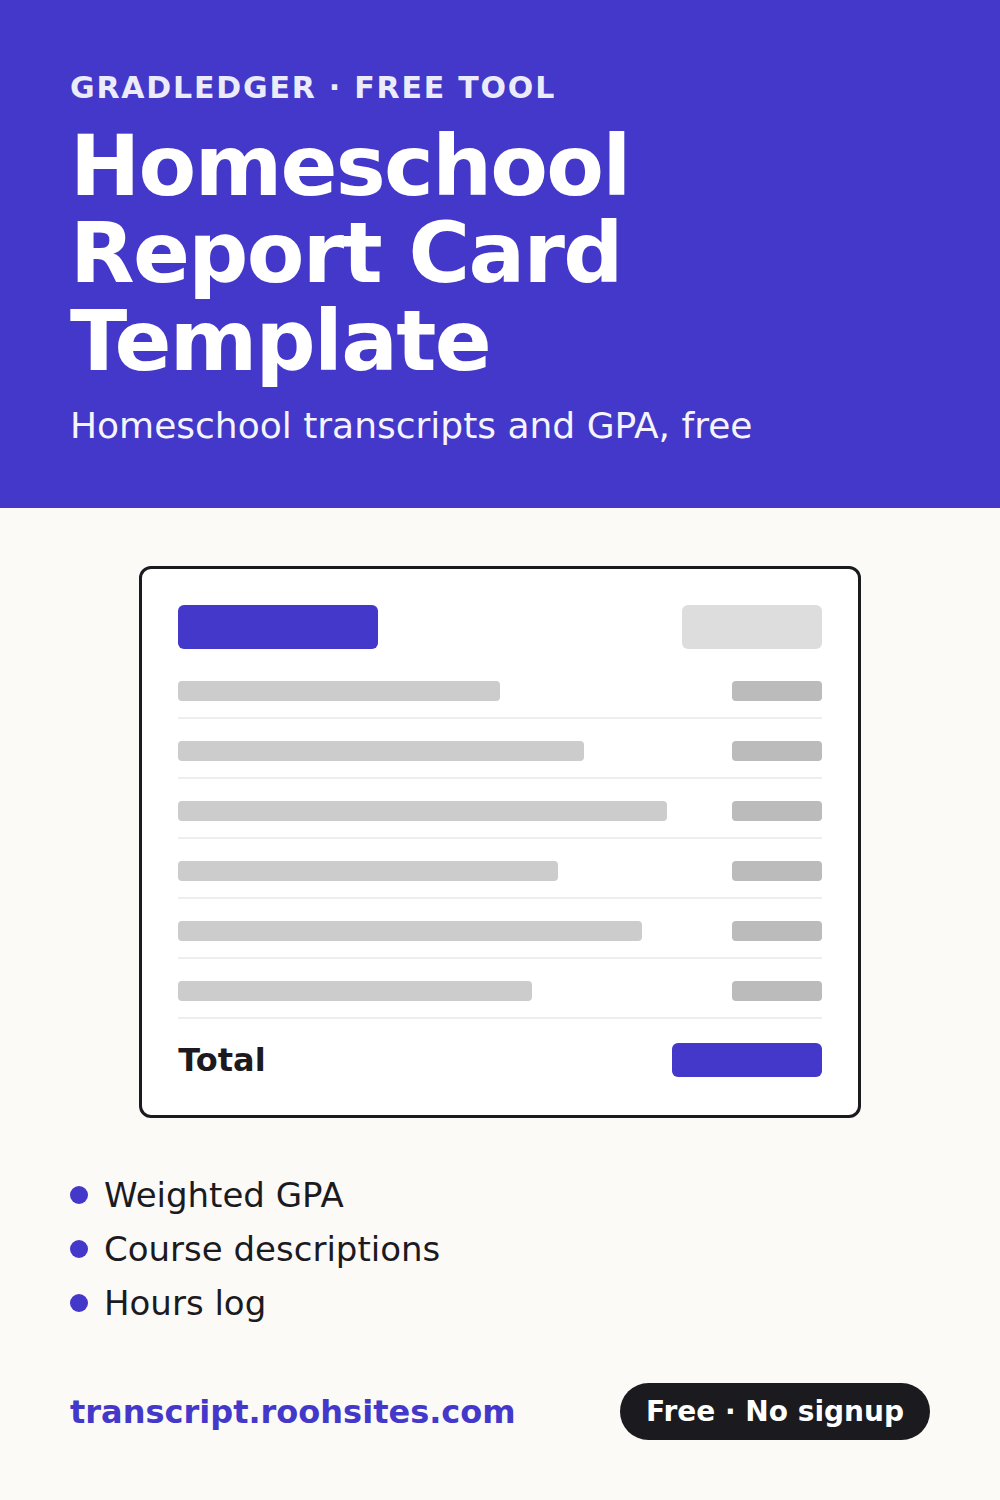 GRADLEDGER · FREE TOOL
Homeschool
Report Card
Template
Homeschool transcripts and GPA, free
Total
Weighted GPA
Course descriptions
Hours log
transcript.roohsites.com
Free · No signup